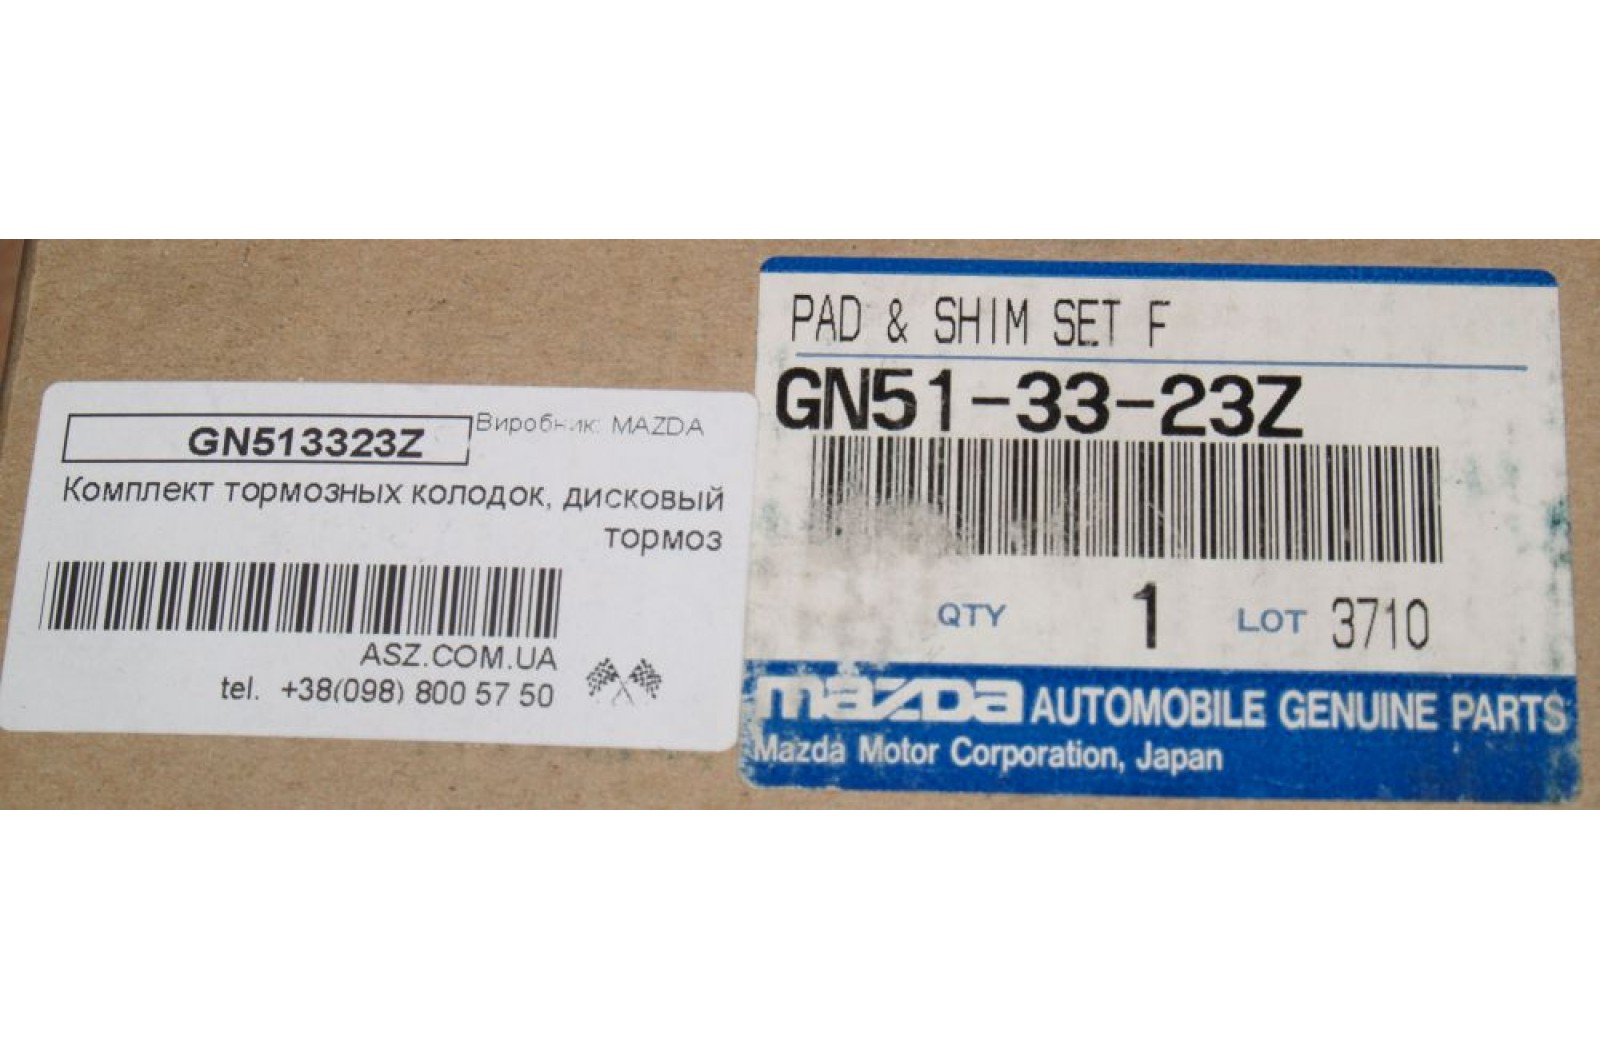 GN513323Z
Виробник: MAZDA
Комплект тормозных колодок, дисковый
тормоз
ASZ.COM.UA
tel. +38(098) 800 57 50
PAD & SHIM SET F
GN51-33-23Z
QTY 1 LOT 3710
mazda AUTOMOBILE GENUINE PARTS
Mazda Motor Corporation, Japan